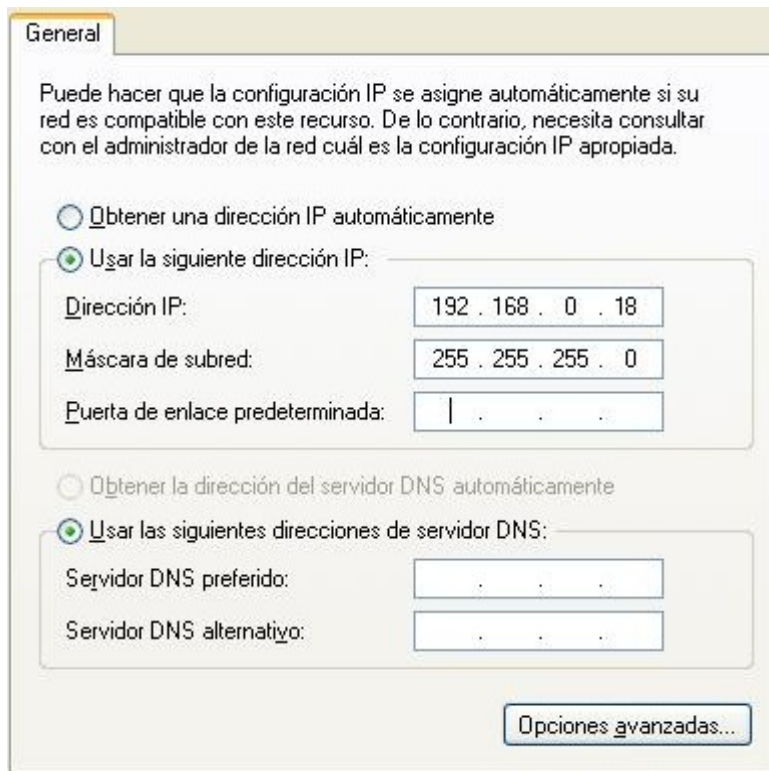 General
Puede hacer que la configuración IP se asigne automáticamente si su
red es compatible con este recurso. De lo contrario, necesita consultar
con el administrador de la red cuál es la configuración IP apropiada.
Obtener una dirección IP automáticamente
Usar la siguiente dirección IP:
Dirección IP: 192 . 168 . 0 . 18
Máscara de subred: 255 . 255 . 255 . 0
Puerta de enlace predeterminada: . . .
Obtener la dirección del servidor DNS automáticamente
Usar las siguientes direcciones de servidor DNS:
Servidor DNS preferido: . . .
Servidor DNS alternativo: . . .
Opciones avanzadas...